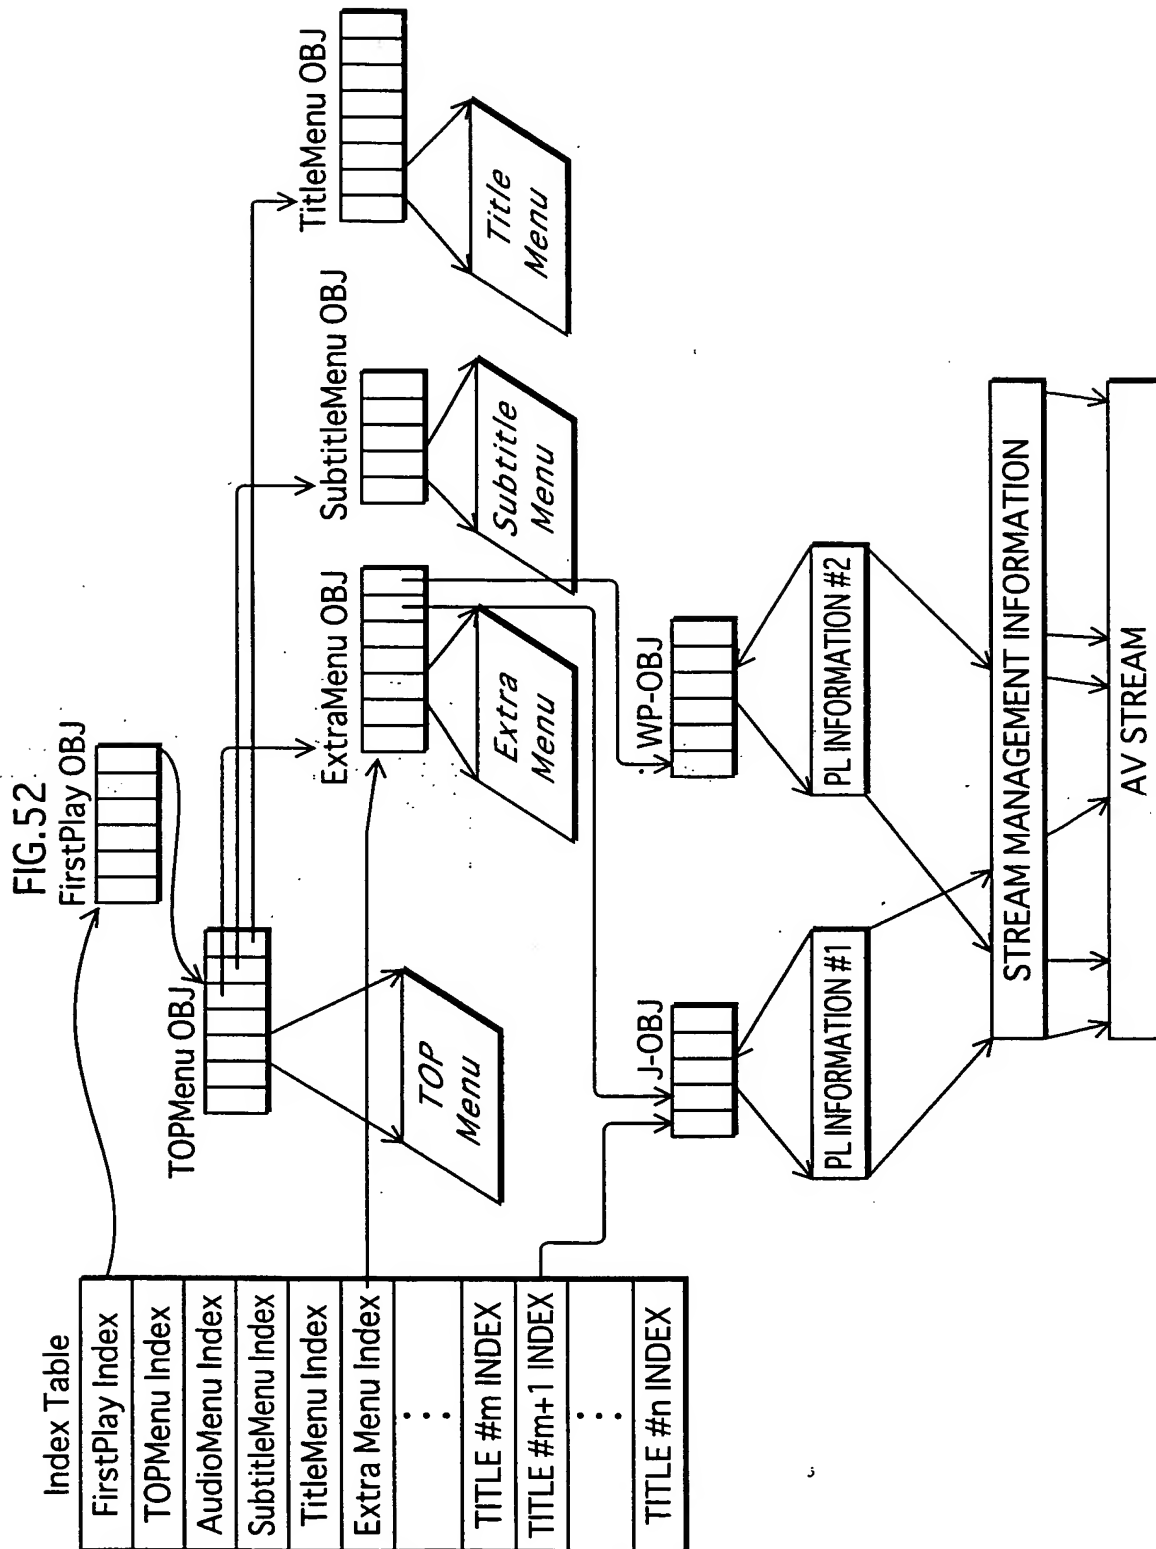 FIG.52
Index Table
FirstPlay Index
TOPMenu Index
AudioMenu Index
SubtitleMenu Index
TitleMenu Index
Extra Menu Index
...
TITLE #m INDEX
TITLE #m+1 INDEX
...
TITLE #n INDEX
FirstPlay OBJ
TOPMenu OBJ
TOP
Menu
ExtraMenu OBJ
Extra
Menu
SubtitleMenu OBJ
Subtitle
Menu
TitleMenu OBJ
Title
Menu
J-OBJ
WP-OBJ
PL INFORMATION #1
PL INFORMATION #2
STREAM MANAGEMENT INFORMATION
AV STREAM